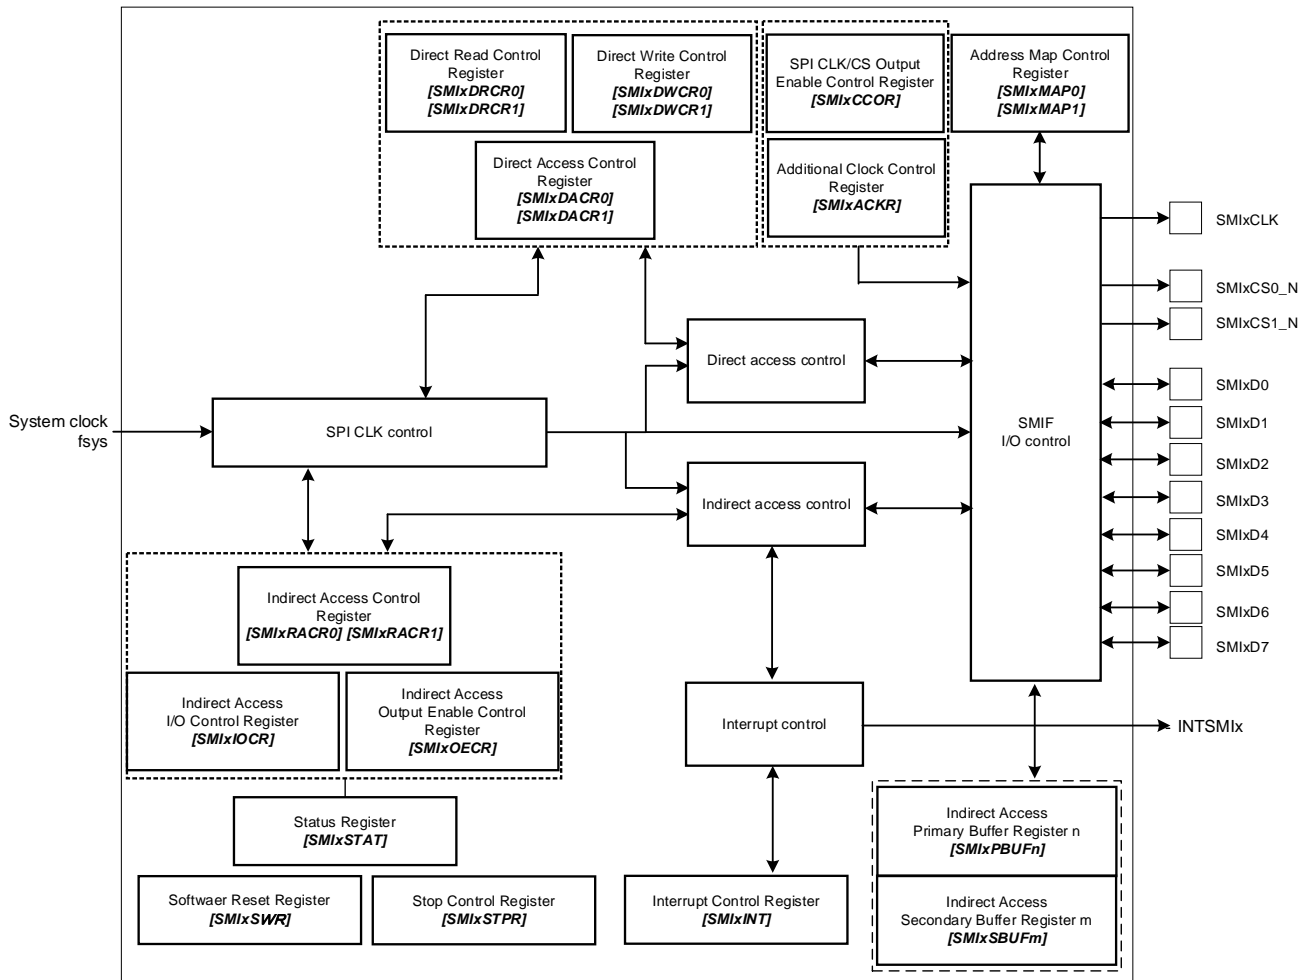 Direct Read Control
Register
[SMIxDRCR0]
[SMIxDRCR1]
Direct Write Control
Register
[SMIxDWCR0]
[SMIxDWCR1]
SPI CLK/CS Output
Enable Control Register
[SMIxCCOR]
Address Map Control
Register
[SMIxMAP0]
[SMIxMAP1]
Direct Access Control
Register
[SMIxDACR0]
[SMIxDACR1]
Additional Clock Control
Register
[SMIxACKR]
SMIxCLK
SMIxCS0_N
SMIxCS1_N
Direct access control
SMIxD0
System clock
fsys
SPI CLK control
SMIF
I/O control
SMIxD1
SMIxD2
SMIxD3
Indirect access control
SMIxD4
SMIxD5
SMIxD6
SMIxD7
Indirect Access Control
Register
[SMIxRACR0] [SMIxRACR1]
Indirect Access
I/O Control Register
[SMIxIOCR]
Indirect Access
Output Enable Control
Register
[SMIxOECR]
Interrupt control
INTSMIx
Status Register
[SMIxSTAT]
Indirect Access
Primary Buffer Register n
[SMIxPBUFn]
Softwaer Reset Register
[SMIxSWR]
Stop Control Register
[SMIxSTPR]
Interrupt Control Register
[SMIxINT]
Indirect Access
Secondary Buffer Register m
[SMIxSBUFm]